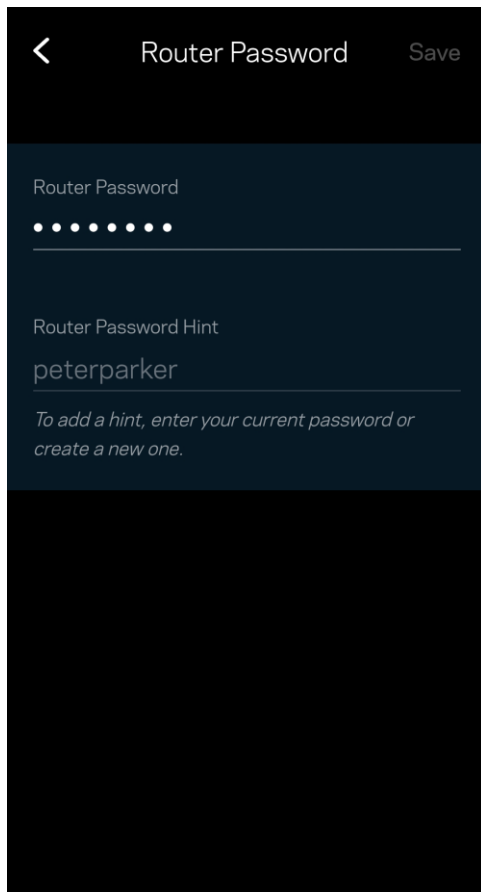 Router Password
Save
Router Password
••••••••
Router Password Hint
peterparker
To add a hint, enter your current password or
create a new one.